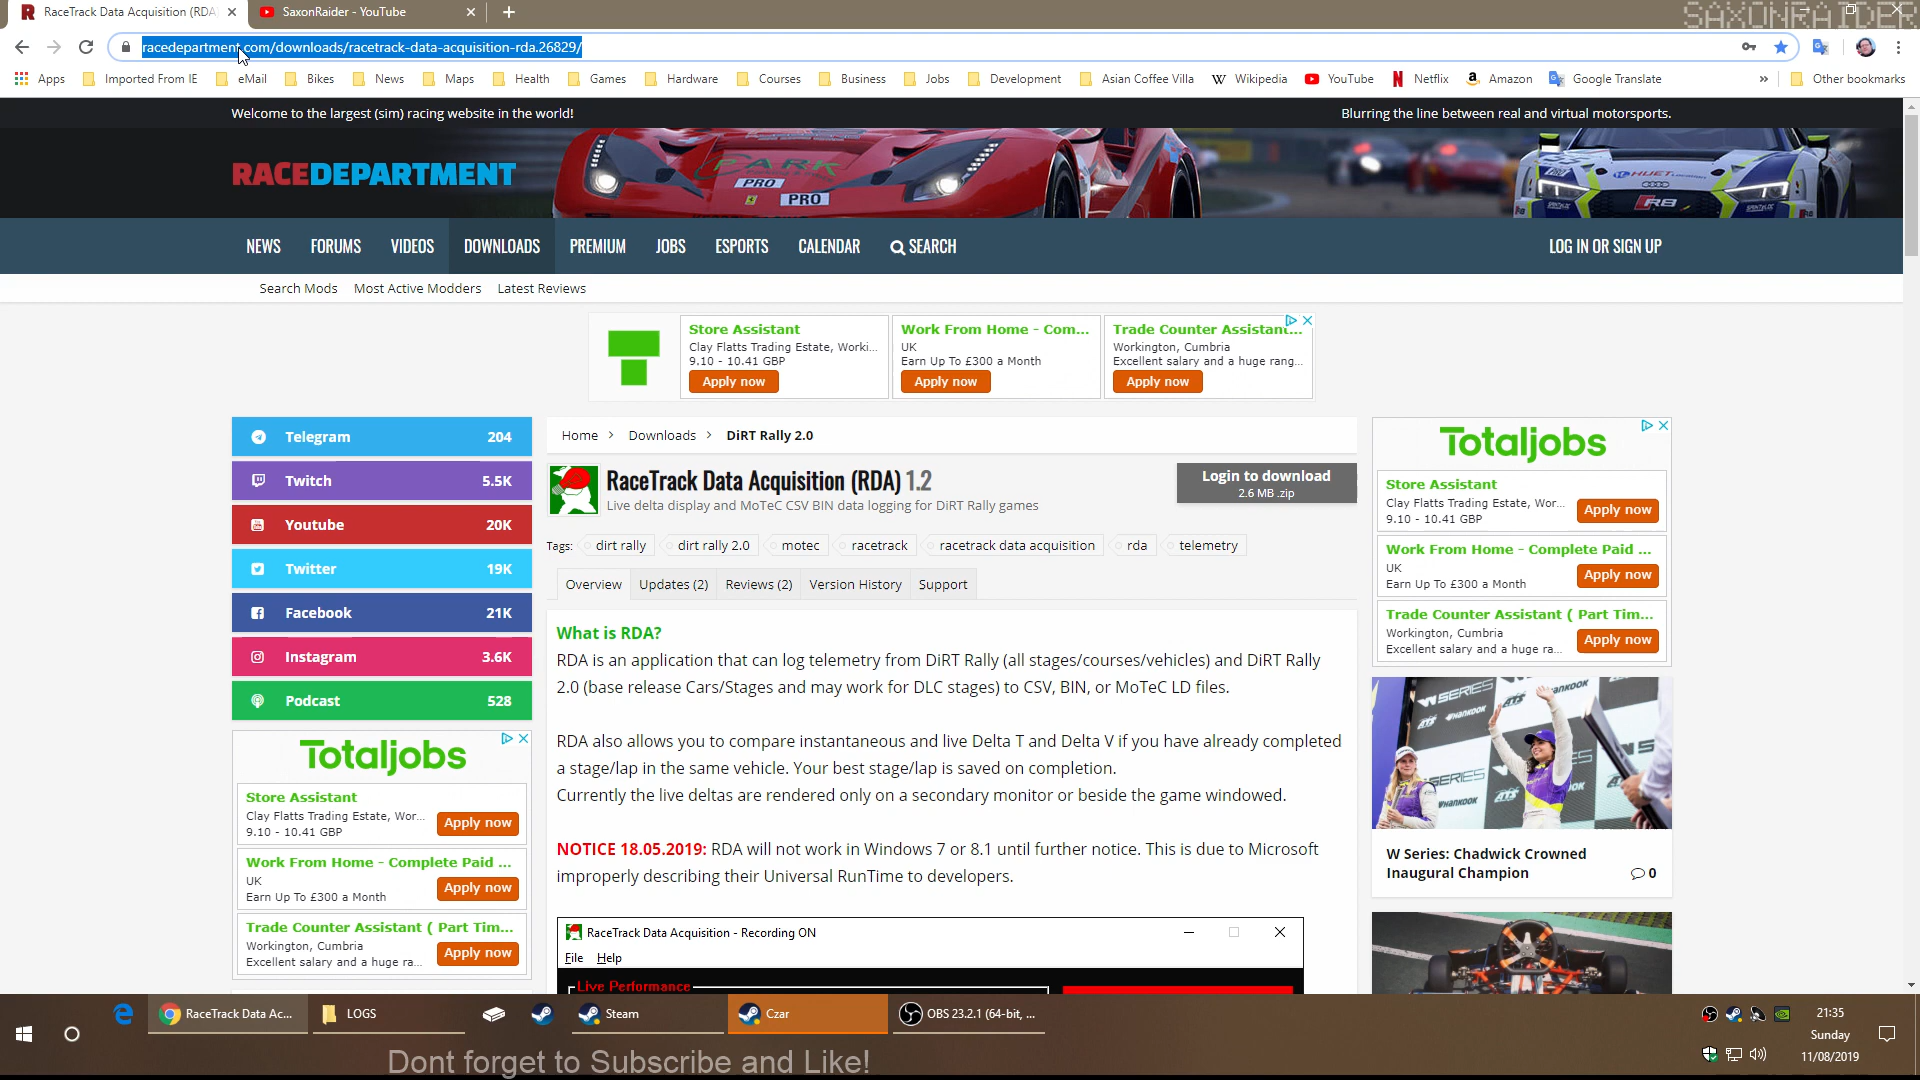 RaceTrack Data Acquisition (RDA
SaxonRaider - YouTube
SAXONRAIDER
racedepartment.com/downloads/racetrack-data-acquisition-rda.26829/
Apps
Imported From IE
eMail
Bikes
News
Maps
Health
Games
Hardware
Courses
Business
Jobs
Development
Asian Coffee Villa
Wikipedia
YouTube
Netflix
Amazon
Google Translate
»
Other bookmarks
Welcome to the largest (sim) racing website in the world!
Blurring the line between real and virtual motorsports.
RACEDEPARTMENT
PARK
PRO
PRO
HUET
R8
NEWS
FORUMS
VIDEOS
DOWNLOADS
PREMIUM
JOBS
ESPORTS
CALENDAR
SEARCH
LOG IN OR SIGN UP
Search Mods
Most Active Modders
Latest Reviews
Store Assistant
Clay Flatts Trading Estate, Worki...
9.10 - 10.41 GBP
Apply now
Work From Home - Com...
UK
Earn Up To £300 a Month
Apply now
Trade Counter Assistant...
Workington, Cumbria
Excellent salary and a huge rang...
Apply now
Telegram 204
Twitch 5.5K
Youtube 20K
Twitter 19K
Facebook 21K
Instagram 3.6K
Podcast 528
Totaljobs
Store Assistant
Clay Flatts Trading Estate, Wor...
9.10 - 10.41 GBP
Apply now
Work From Home - Complete Paid ...
UK
Earn Up To £300 a Month
Apply now
Trade Counter Assistant ( Part Tim...
Workington, Cumbria
Excellent salary and a huge ra...
Apply now
Home > Downloads > DiRT Rally 2.0
RaceTrack Data Acquisition (RDA) 1.2
Live delta display and MoTeC CSV BIN data logging for DiRT Rally games
Login to download
2.6 MB .zip
Tags: dirt rally dirt rally 2.0 motec racetrack racetrack data acquisition rda telemetry
Overview
Updates (2)
Reviews (2)
Version History
Support
What is RDA?
RDA is an application that can log telemetry from DiRT Rally (all stages/courses/vehicles) and DiRT Rally
2.0 (base release Cars/Stages and may work for DLC stages) to CSV, BIN, or MoTeC LD files.
RDA also allows you to compare instantaneous and live Delta T and Delta V if you have already completed
a stage/lap in the same vehicle. Your best stage/lap is saved on completion.
Currently the live deltas are rendered only on a secondary monitor or beside the game windowed.
NOTICE 18.05.2019: RDA will not work in Windows 7 or 8.1 until further notice. This is due to Microsoft
improperly describing their Universal RunTime to developers.
RaceTrack Data Acquisition - Recording ON
File Help
Live Performance
Totaljobs
Store Assistant
Clay Flatts Trading Estate, Wor...
9.10 - 10.41 GBP
Apply now
Work From Home - Complete Paid ...
UK
Earn Up To £300 a Month
Apply now
Trade Counter Assistant ( Part Tim...
Workington, Cumbria
Excellent salary and a huge ra...
Apply now
W SERIES
HANKOOK
ATS
W Series: Chadwick Crowned
Inaugural Champion
0
RaceTrack Data Ac...
LOGS
Steam
Czar
OBS 23.2.1 (64-bit, ...
21:35
Sunday
11/08/2019
Dont forget to Subscribe and Like!